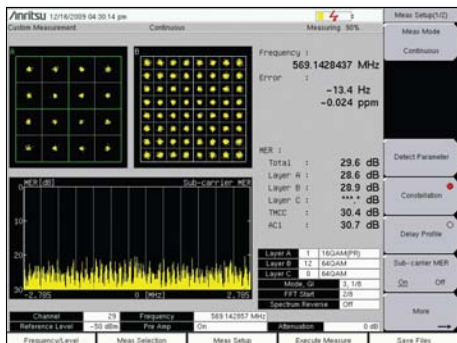 Anritsu 12/16/2009 04:30:14 pm
Custom Measurement Continuous Measuring 90%
Meas Setup(1/2)
Meas Mode
Continuous
A
B
Frequency :
569.1428437 MHz
Error :
-13.4 Hz
-0.024 ppm
MER :
Total : 29.6 dB
Layer A : 28.6 dB
Layer B : 28.9 dB
Layer C : ***.* dB
TMCC : 30.4 dB
AC1 : 30.7 dB
Detect Parameter
Constellation
Delay Profile
Sub-carrier MER
On Off
More
MER[dB] Sub-carrier MER
0
10
20
30
-2.785 0 [MHz] 2.785
Layer A 1 16QAM(PR)
Layer B 12 64QAM
Layer C 0 64QAM
Mode, GI 3, 1/8
FFT Start 2/8
Spectrum Reverse Off
Channel 29 Frequency 569.142857 MHz
Reference Level -50 dBm Pre Amp On Attenuation 0 dB
Frequency/Level Meas Selection Meas Setup Execute Measure Save Files